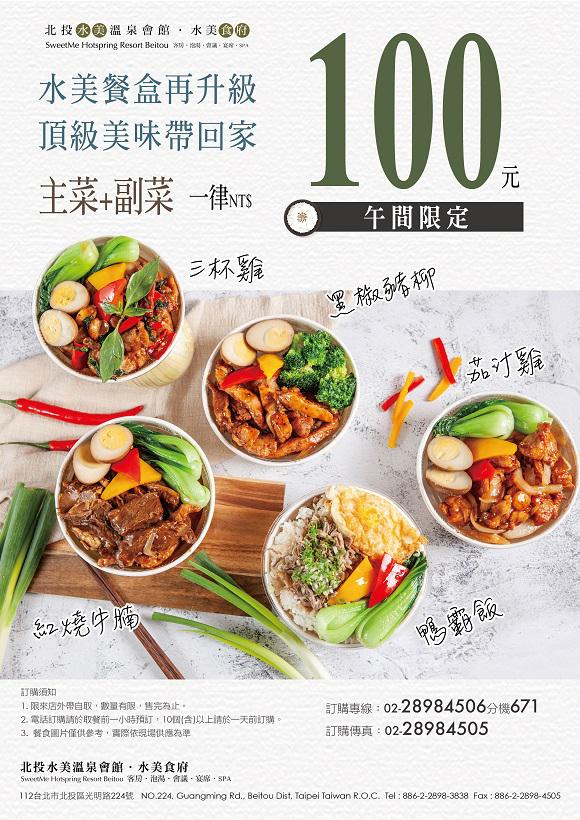 北投水美溫泉會館・水美食府
SweetMe Hotspring Resort Beitou 客房・泡湯・會議・宴席・SPA
水美餐盒再升級
頂級美味帶回家
主菜+副菜 一律NT$
100元
午間限定
三杯雞
黑椒豬柳
茄汁雞
紅燒牛腩
鴨霸飯
訂購須知
1. 限來店外帶自取,數量有限,售完為止。
2. 電話訂購請於取餐前一小時預訂,10個(含)以上請於一天前訂購。
3. 餐食圖片僅供參考,實際依現場供應為準
訂購專線:02-28984506分機671
訂購傳真:02-28984505
北投水美溫泉會館・水美食府
SweetMe Hotspring Resort Beitou 客房・泡湯・會議・宴席・SPA
112台北市北投區光明路224號 NO.224, Guangming Rd., Beitou Dist, Taipei Taiwan R.O.C. Tel : 886-2-2898-3838 Fax : 886-2-2898-4505